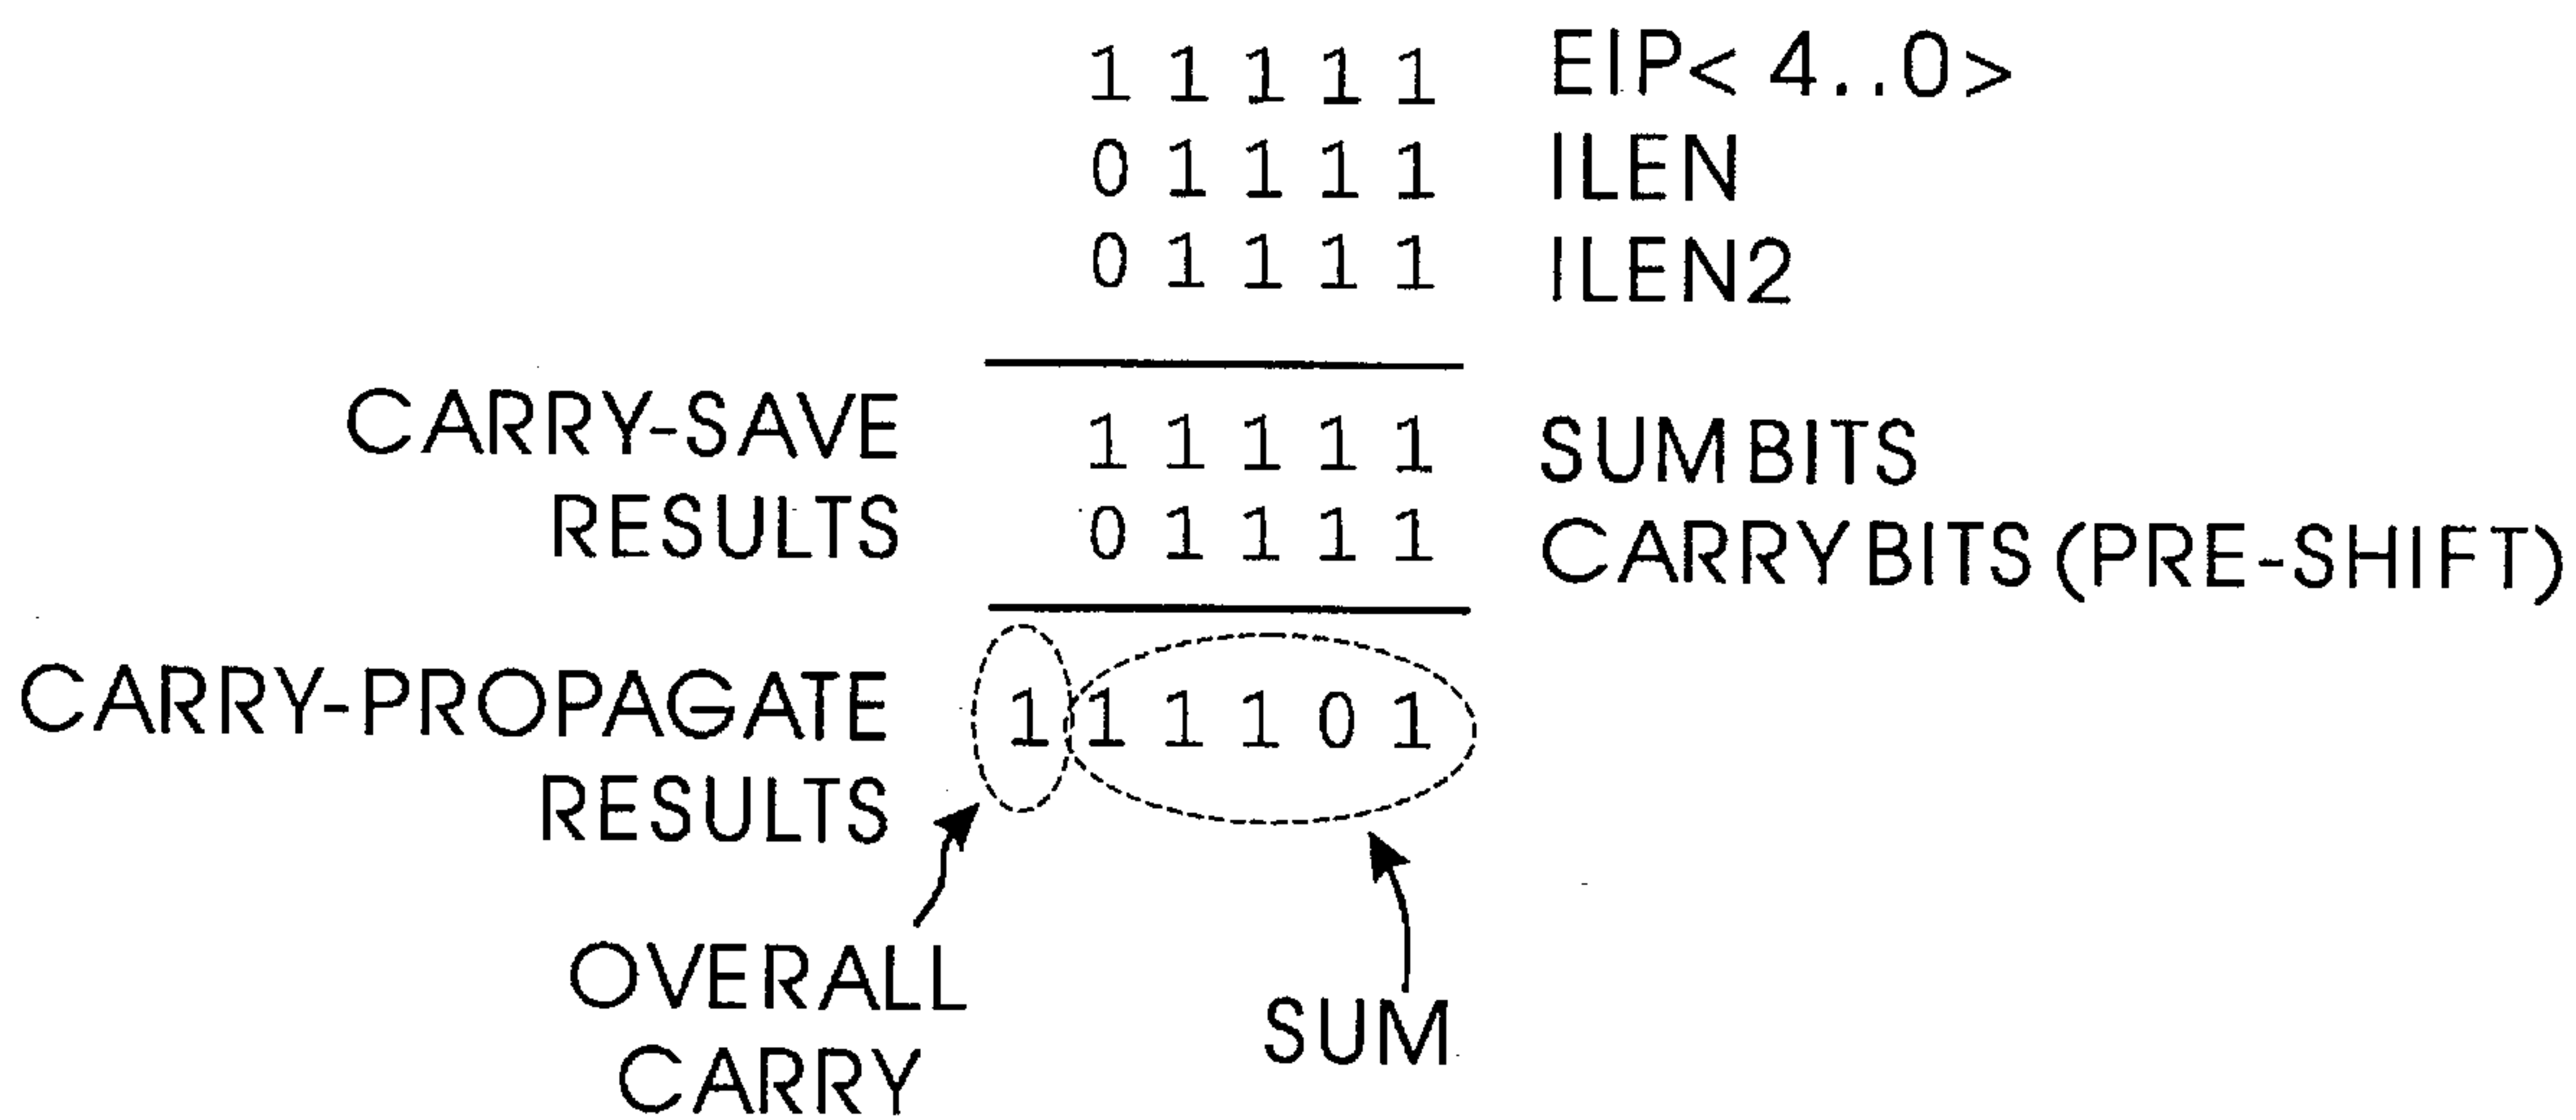 1 1 1 1 1 EIP< 4..0>
0 1 1 1 1 ILEN
0 1 1 1 1 ILEN2
CARRY-SAVE 1 1 1 1 1 SUM BITS
RESULTS 0 1 1 1 1 CARRY BITS (PRE-SHIFT)
CARRY-PROPAGATE 1 1 1 1 0 1
RESULTS
OVERALL
CARRY
SUM